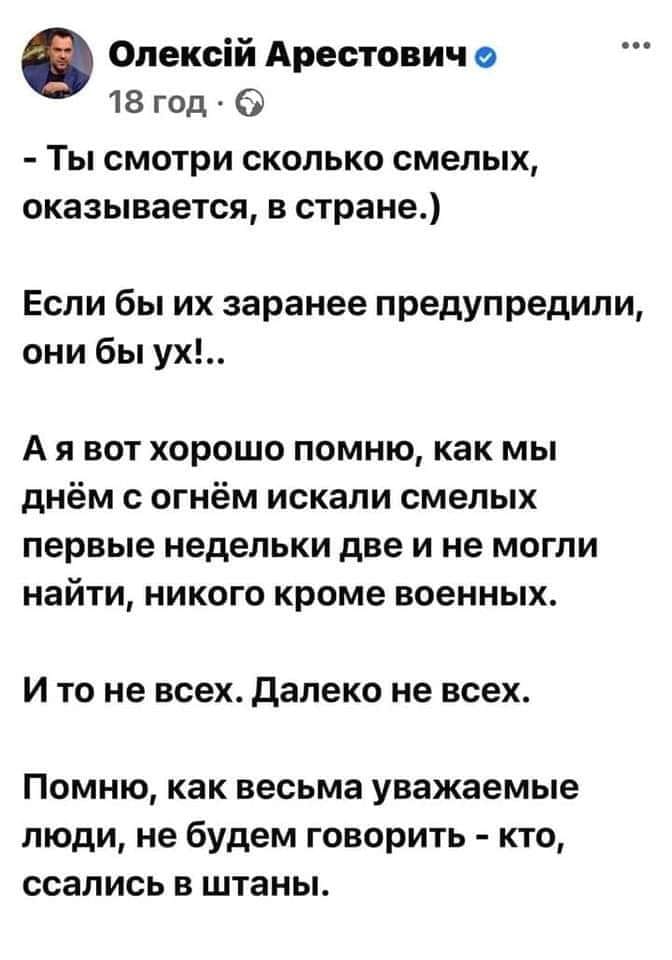 Олексій Арестович
18 год ·
- Ты смотри сколько смелых,
оказывается, в стране.)
Если бы их заранее предупредили,
они бы ух!..
А я вот хорошо помню, как мы
днём с огнём искали смелых
первые недельки две и не могли
найти, никого кроме военных.
И то не всех. Далеко не всех.
Помню, как весьма уважаемые
люди, не будем говорить - кто,
ссались в штаны.